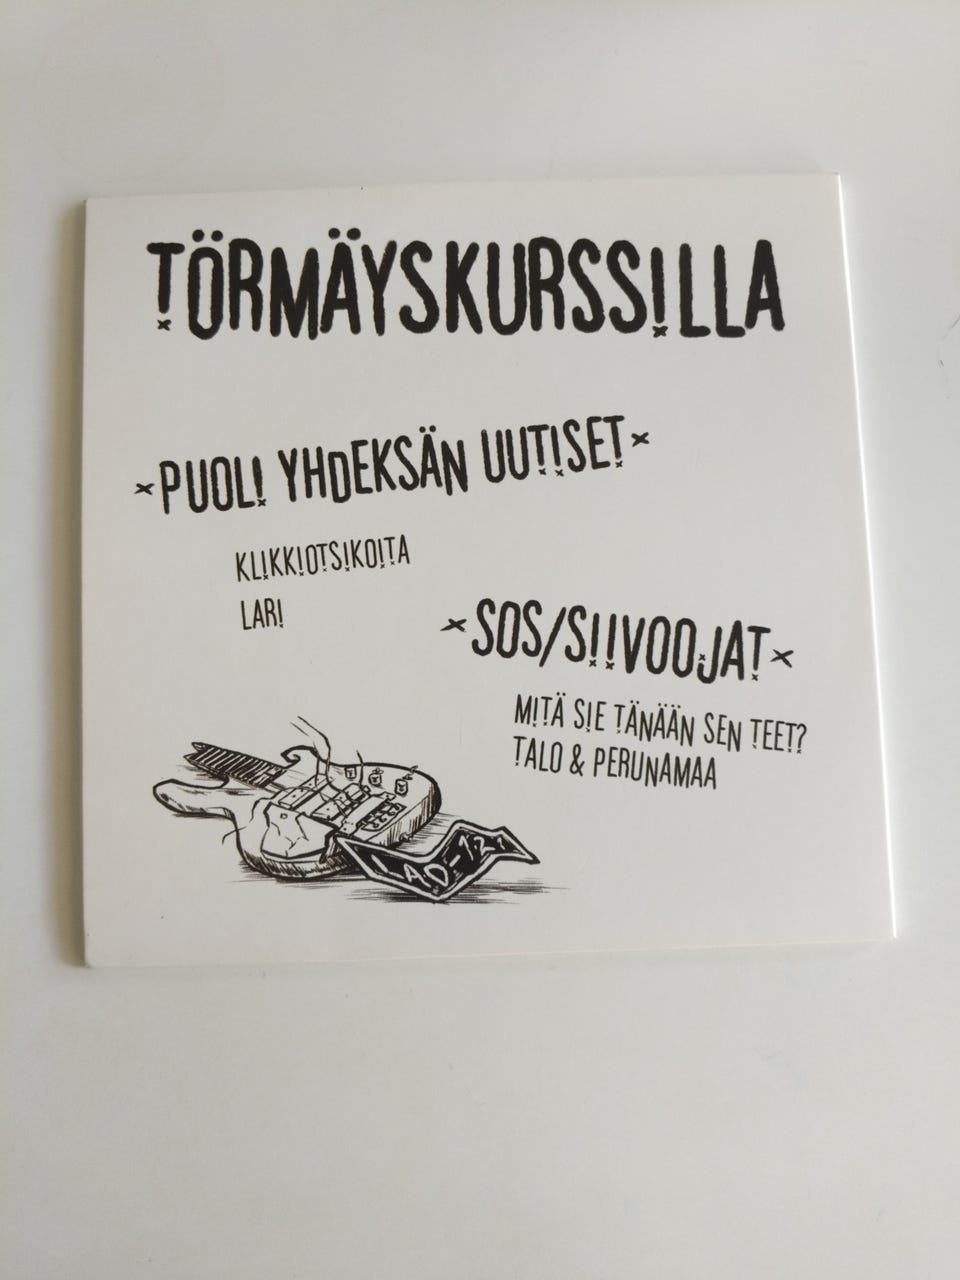 TÖRMÄYSKURSSILLA
×PUOLI YHDEKSÄN UUTISET×
KLIKKIOTSIKOITA
LARI
×SOS/SIIVOOJAT×
MITÄ SIE TÄNÄÄN SEN TEET?
TALO & PERUNAMAA